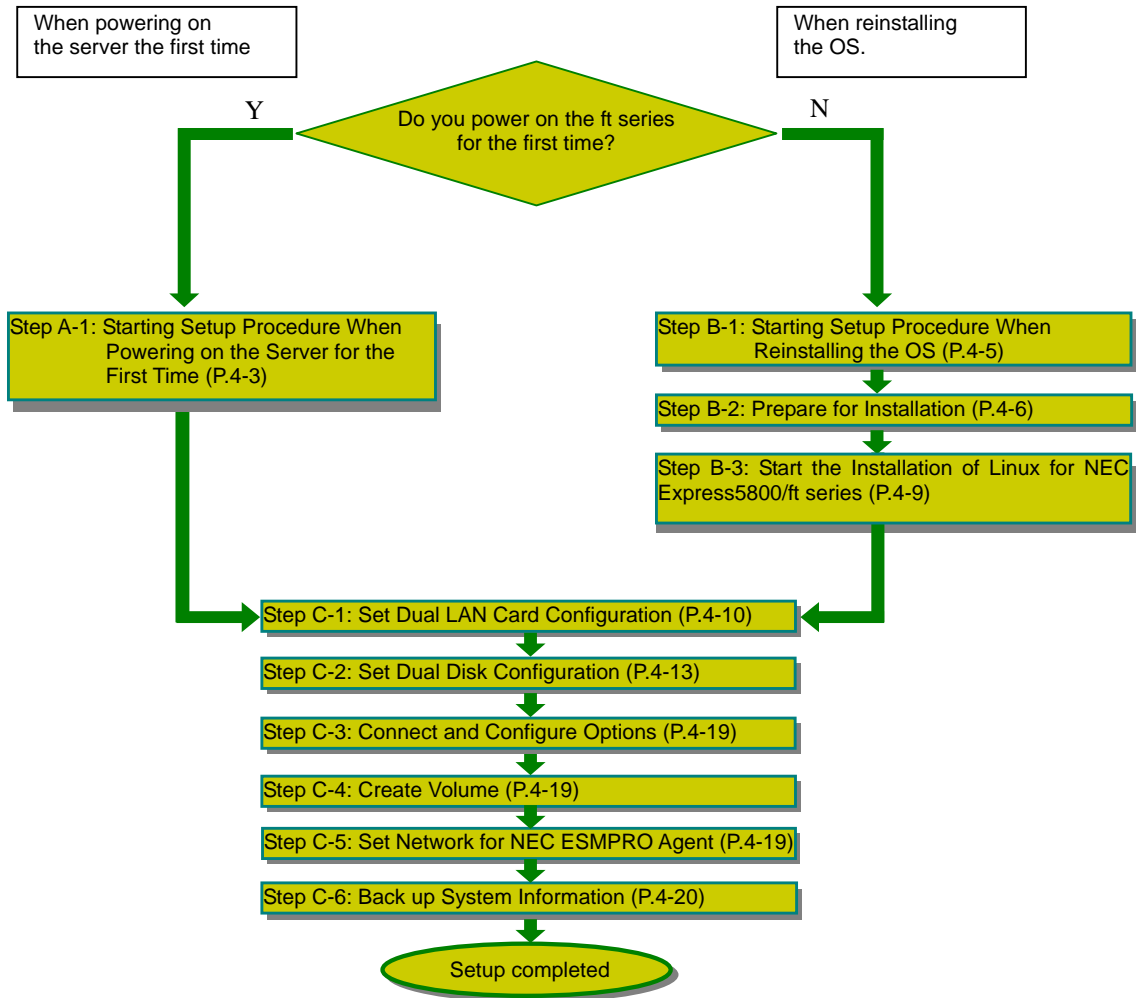 When powering on
the server the first time
When reinstalling
the OS.
Y
N
Do you power on the ft series
for the first time?
Step A-1: Starting Setup Procedure When
Powering on the Server for the
First Time (P.4-3)
Step B-1: Starting Setup Procedure When
Reinstalling the OS (P.4-5)
Step B-2: Prepare for Installation (P.4-6)
Step B-3: Start the Installation of Linux for NEC
Express5800/ft series (P.4-9)
Step C-1: Set Dual LAN Card Configuration (P.4-10)
Step C-2: Set Dual Disk Configuration (P.4-13)
Step C-3: Connect and Configure Options (P.4-19)
Step C-4: Create Volume (P.4-19)
Step C-5: Set Network for NEC ESMPRO Agent (P.4-19)
Step C-6: Back up System Information (P.4-20)
Setup completed